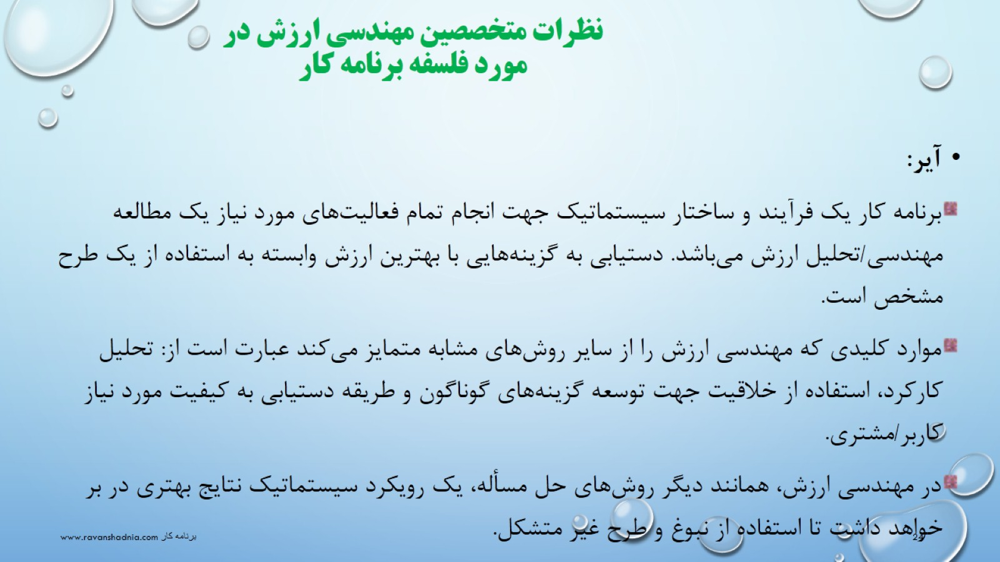 نظرات متخصصین مهندسی ارزش در
مورد فلسفه برنامه کار
• آیر:
برنامه کار یک فرآیند و ساختار سیستماتیک جهت انجام تمام فعالیت‌های مورد نیاز یک مطالعه
مهندسی/تحلیل ارزش می‌باشد. دستیابی به گزینه‌هایی با بهترین ارزش وابسته به استفاده از یک طرح
مشخص است.
موارد کلیدی که مهندسی ارزش را از سایر روش‌های مشابه متمایز می‌کند عبارت است از: تحلیل
کارکرد، استفاده از خلاقیت جهت توسعه گزینه‌های گوناگون و طریقه دستیابی به کیفیت مورد نیاز
کاربر/مشتری.
در مهندسی ارزش، همانند دیگر روش‌های حل مسأله، یک رویکرد سیستماتیک نتایج بهتری در بر
خواهد داشت تا استفاده از نبوغ و طرح غیر متشکل.
برنامه کار www.ravanshadnia.com
24